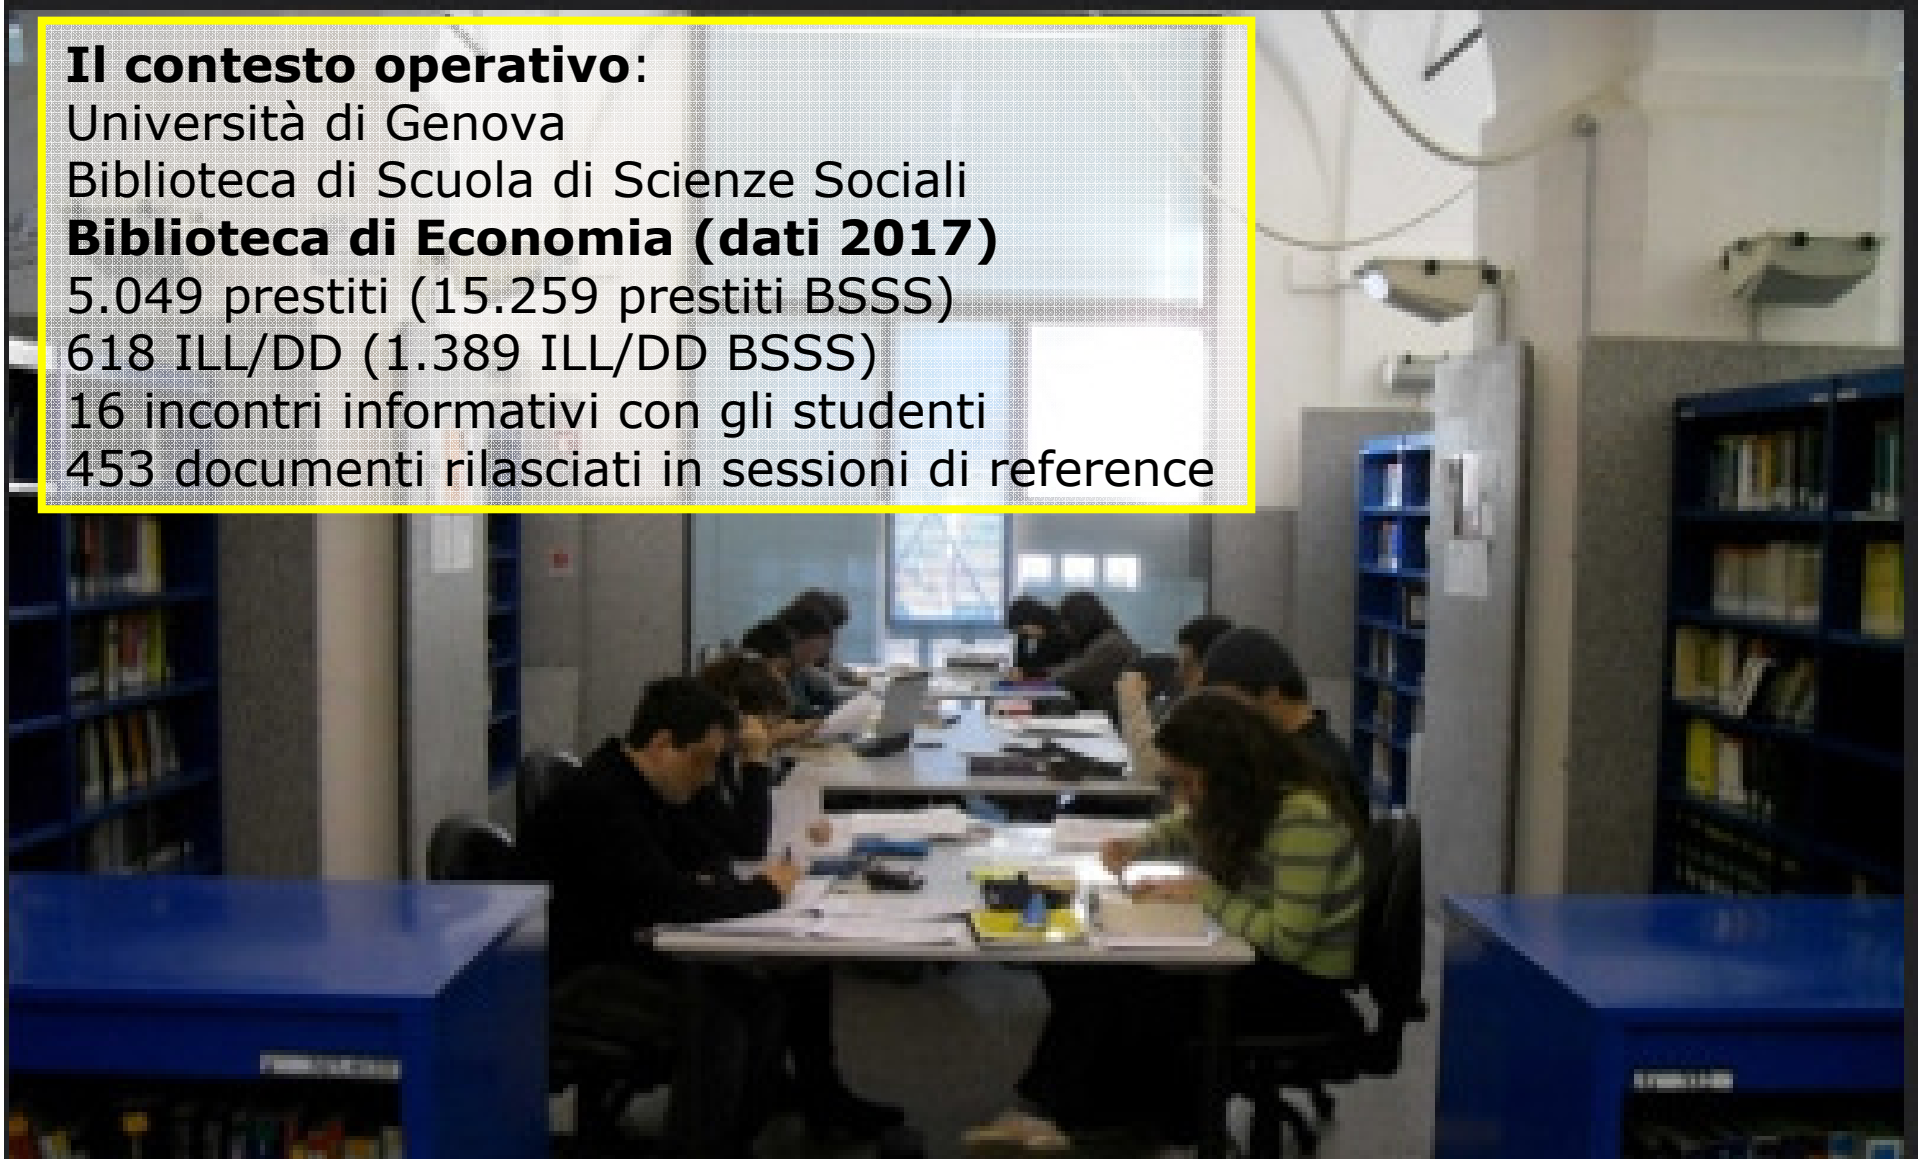 Il contesto operativo:
Università di Genova
Biblioteca di Scuola di Scienze Sociali
Biblioteca di Economia (dati 2017)
5.049 prestiti (15.259 prestiti BSSS)
618 ILL/DD (1.389 ILL/DD BSSS)
16 incontri informativi con gli studenti
453 documenti rilasciati in sessioni di reference